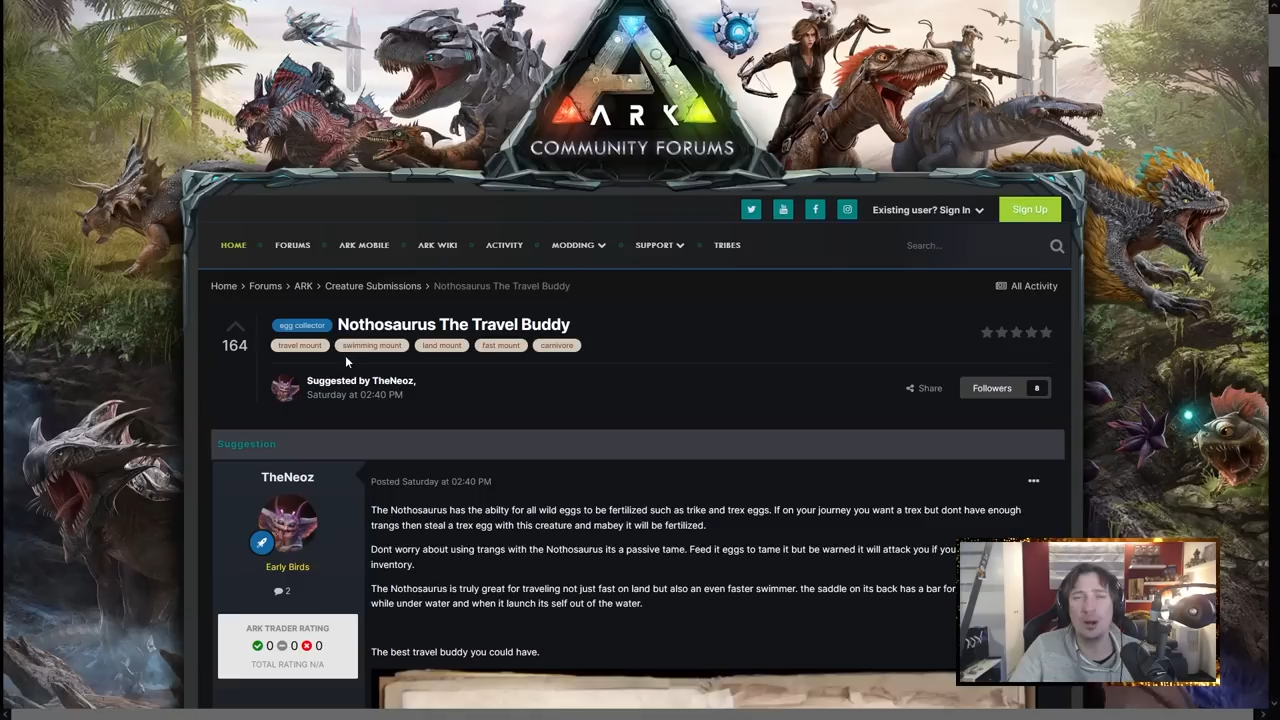 ARK
COMMUNITY FORUMS
Existing user? Sign In
Sign Up
HOME
FORUMS
ARK MOBILE
ARK WIKI
ACTIVITY
MODDING
SUPPORT
TRIBES
Search...
Home > Forums > ARK > Creature Submissions > Nothosaurus The Travel Buddy
All Activity
egg collector Nothosaurus The Travel Buddy
164
travel mount swimming mount land mount fast mount carnivore
Suggested by TheNeoz,
Saturday at 02:40 PM
Share
Followers 8
Suggestion
TheNeoz
Early Birds
2
ARK TRADER RATING
0 0 0
TOTAL RATING N/A
Posted Saturday at 02:40 PM
The Nothosaurus has the abilty for all wild eggs to be fertilized such as trike and trex eggs. If on your journey you want a trex but dont have enough
trangs then steal a trex egg with this creature and mabey it will be fertilized.
Dont worry about using trangs with the Nothosaurus its a passive tame. Feed it eggs to tame it but be warned it will attack you if you
inventory.
The Nothosaurus is truly great for traveling not just fast on land but also an even faster swimmer. the saddle on its back has a bar for
while under water and when it launch its self out of the water.
The best travel buddy you could have.